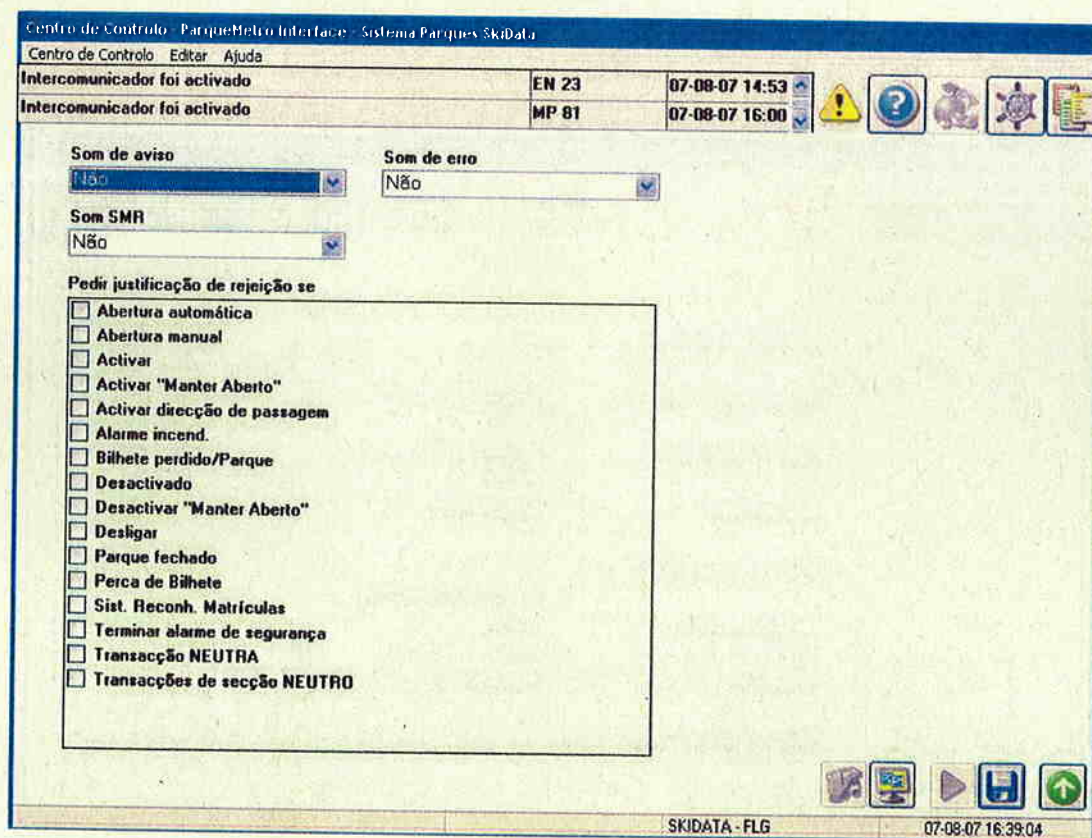 Centro de Controlo - ParqueMetro Interface - Sistema Parques SkiData
Centro de Controlo Editar Ajuda
Intercomunicador foi activado EN 23 07-08-07 14:53
Intercomunicador foi activado MP 81 07-08-07 16:00
Som de aviso Som de erro
Não Não
Som SMR
Não
Pedir justificação de rejeição se
Abertura automática
Abertura manual
Activar
Activar "Manter Aberto"
Activar direcção de passagem
Alarme incend.
Bilhete perdido/Parque
Desactivado
Desactivar "Manter Aberto"
Desligar
Parque fechado
Perca de Bilhete
Sist. Reconh. Matrículas
Terminar alarme de segurança
Transacção NEUTRA
Transacções de secção NEUTRO
SKIDATA - FLG 07-08-07 16:39:04